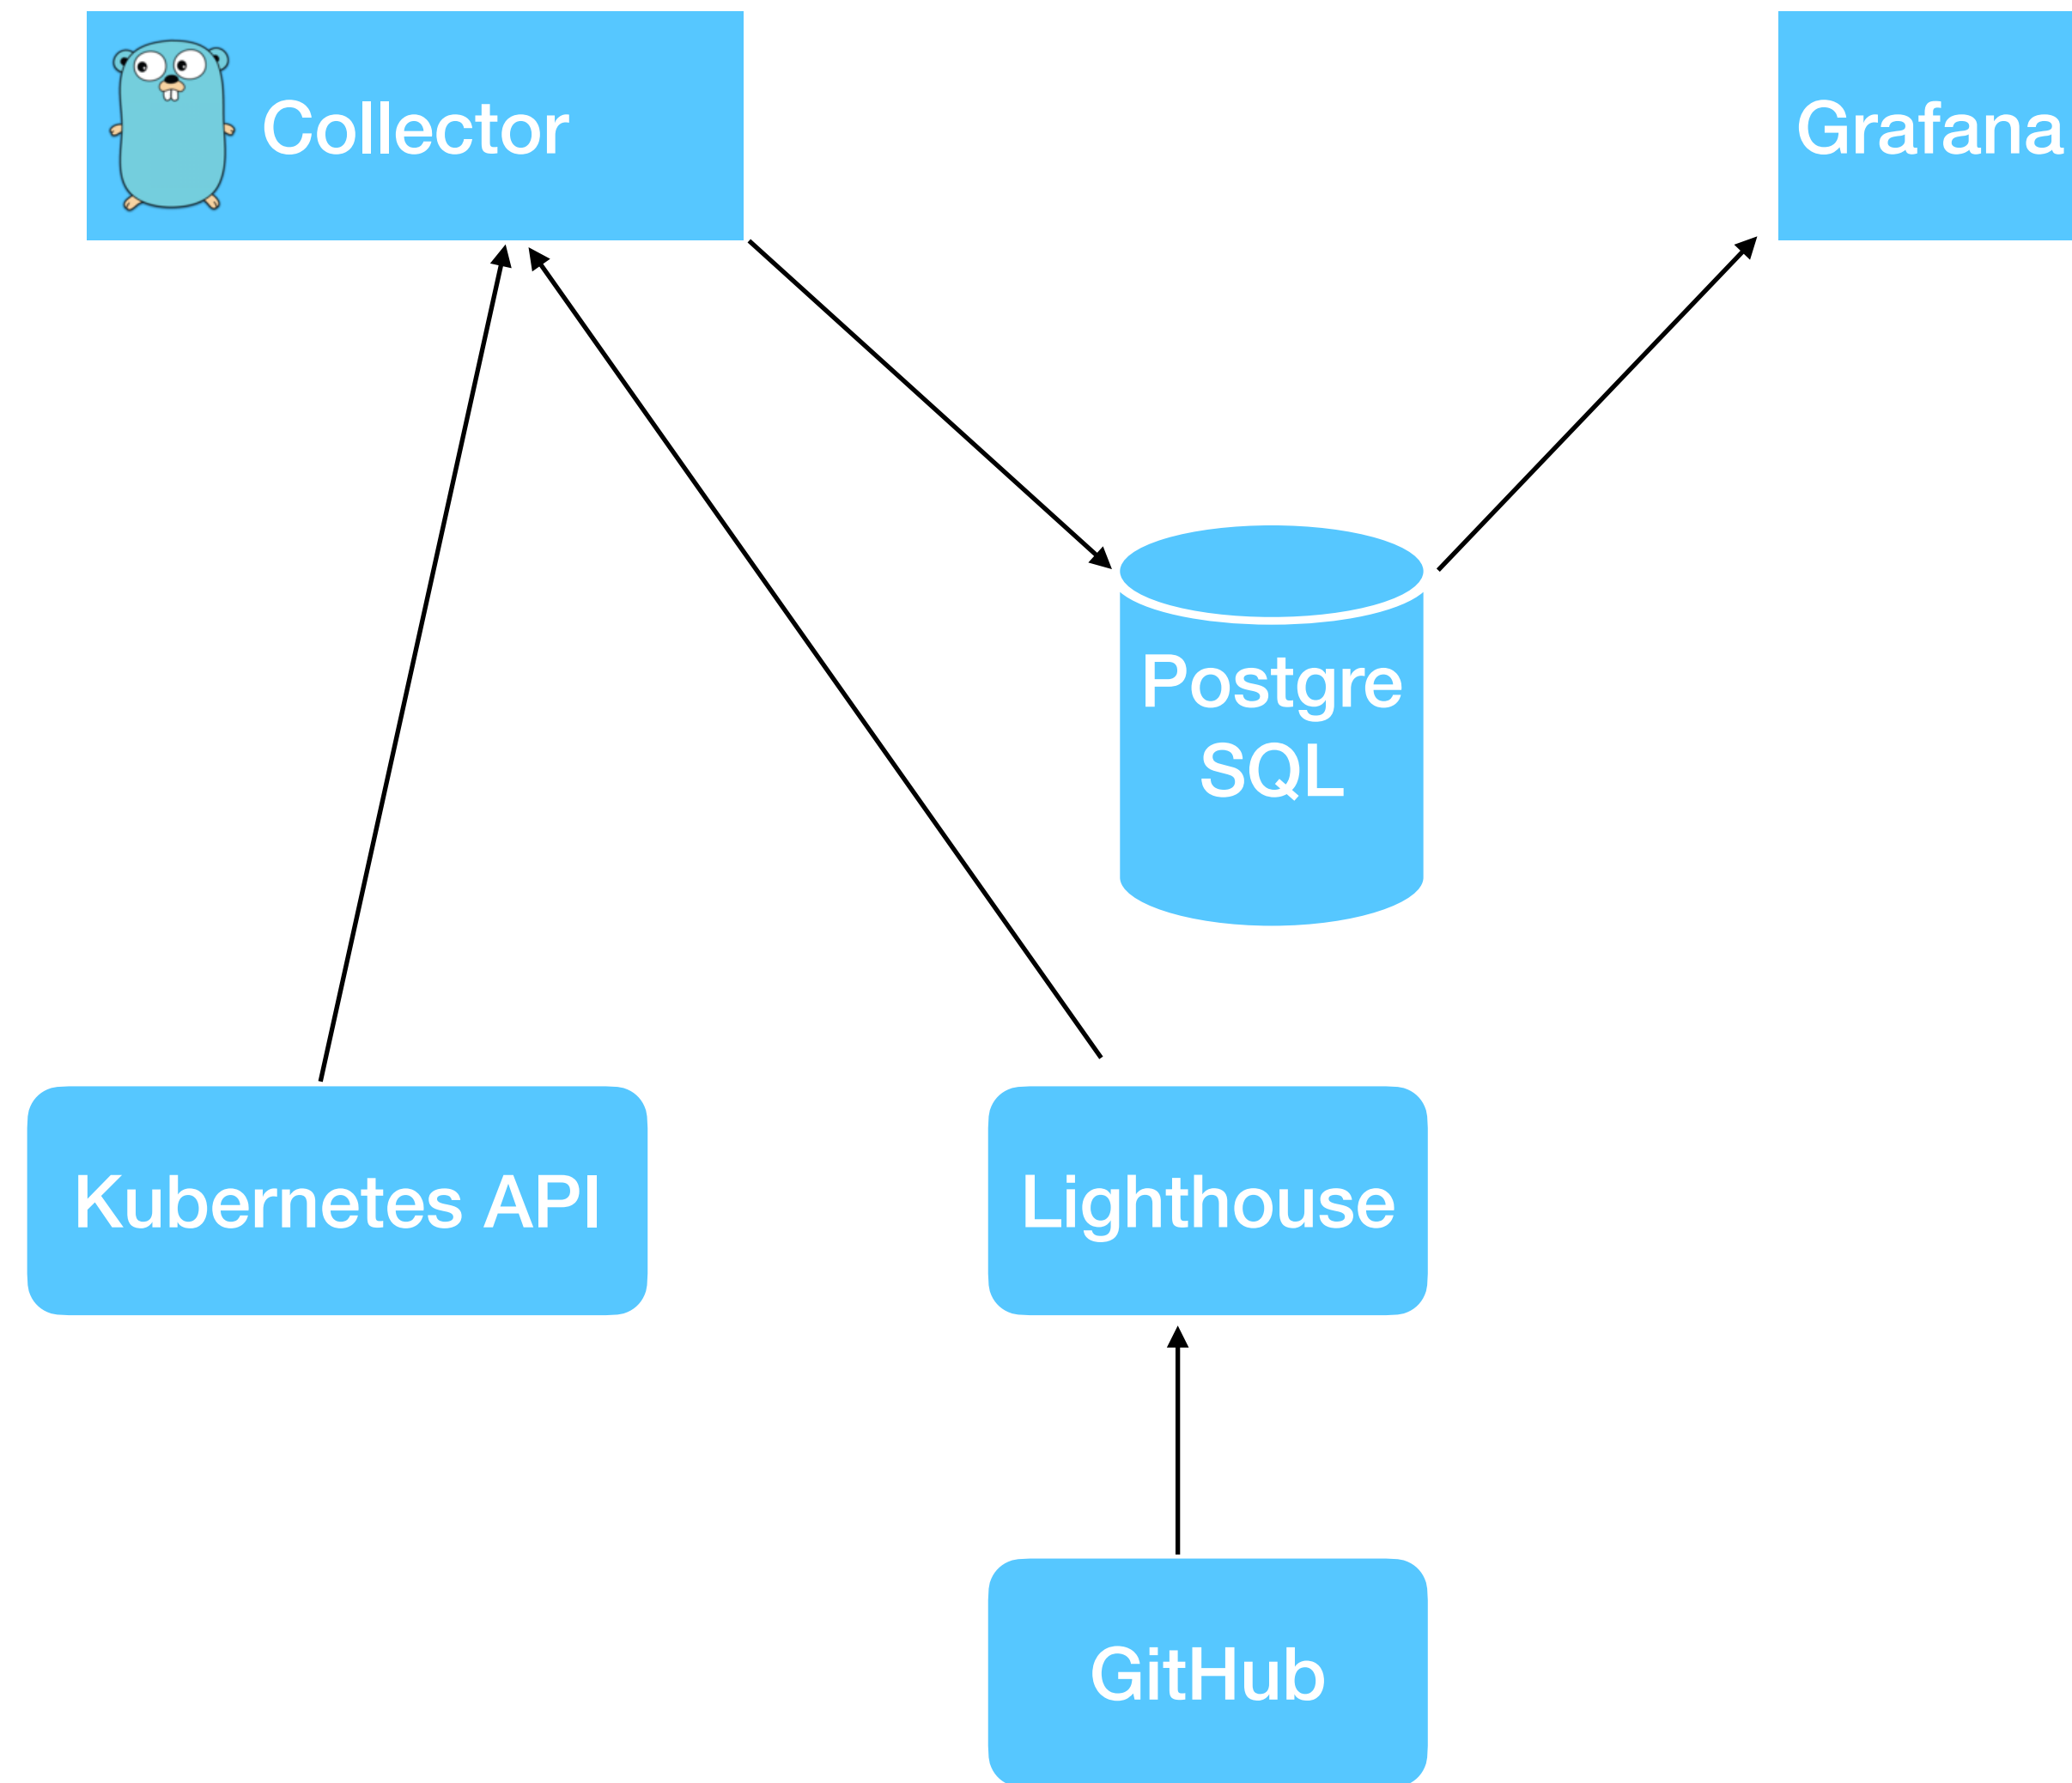 Collector
Grafana
Postgre
SQL
Kubernetes API
Lighthouse
GitHub